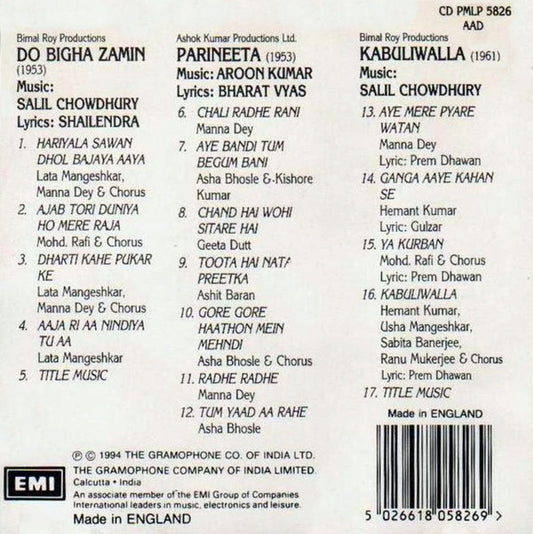 CD PMLP 5826
AAD
Bimal Roy Productions
DO BIGHA ZAMIN
(1953)
Music:
SALIL CHOWDHURY
Lyrics: SHAILENDRA
1. HARIYALA SAWAN
DHOL BAJAYA AAYA
Lata Mangeshkar,
Manna Dey & Chorus
2. AJAB TORI DUNIYA
HO MERE RAJA
Mohd. Rafi & Chorus
3. DHARTI KAHE PUKAR
KE
Lata Mangeshkar,
Manna Dey & Chorus
4. AAJA RI AA NINDIYA
TU AA
Lata Mangeshkar
5. TITLE MUSIC
Ashok Kumar Productions Ltd.
PARINEETA (1953)
Music: AROON KUMAR
Lyrics: BHARAT VYAS
6. CHALI RADHE RANI
Manna Dey
7. AYE BANDI TUM
BEGUM BANI
Asha Bhosle & Kishore
Kumar
8. CHAND HAI WOHI
SITARE HAI
Geeta Dutt
9. TOOTA HAI NATA
PREETKA
Ashit Baran
10. GORE GORE
HAATHON MEIN
MEHNDI
Asha Bhosle & Chorus
11. RADHE RADHE
Manna Dey
12. TUM YAAD AA RAHE
Asha Bhosle
Bimal Roy Productions
KABULIWALLA (1961)
Music:
SALIL CHOWDHURY
13. AYE MERE PYARE
WATAN
Manna Dey
Lyric: Prem Dhawan
14. GANGA AAYE KAHAN
SE
Hemant Kumar
Lyric: Gulzar
15. YA KURBAN
Mohd. Rafi & Chorus
Lyric: Prem Dhawan
16. KABULIWALLA
Hemant Kumar,
Usha Mangeshkar,
Sabita Banerjee,
Ranu Mukerjee & Chorus
Lyric: Prem Dhawan
17. TITLE MUSIC
Made in ENGLAND
℗ © 1994 THE GRAMOPHONE CO. OF INDIA LTD.
THE GRAMOPHONE COMPANY OF INDIA LIMITED.
Calcutta • India
An associate member of the EMI Group of Companies
International leaders in music, electronics and leisure.
Made in ENGLAND
EMI
5 026618 058269 >